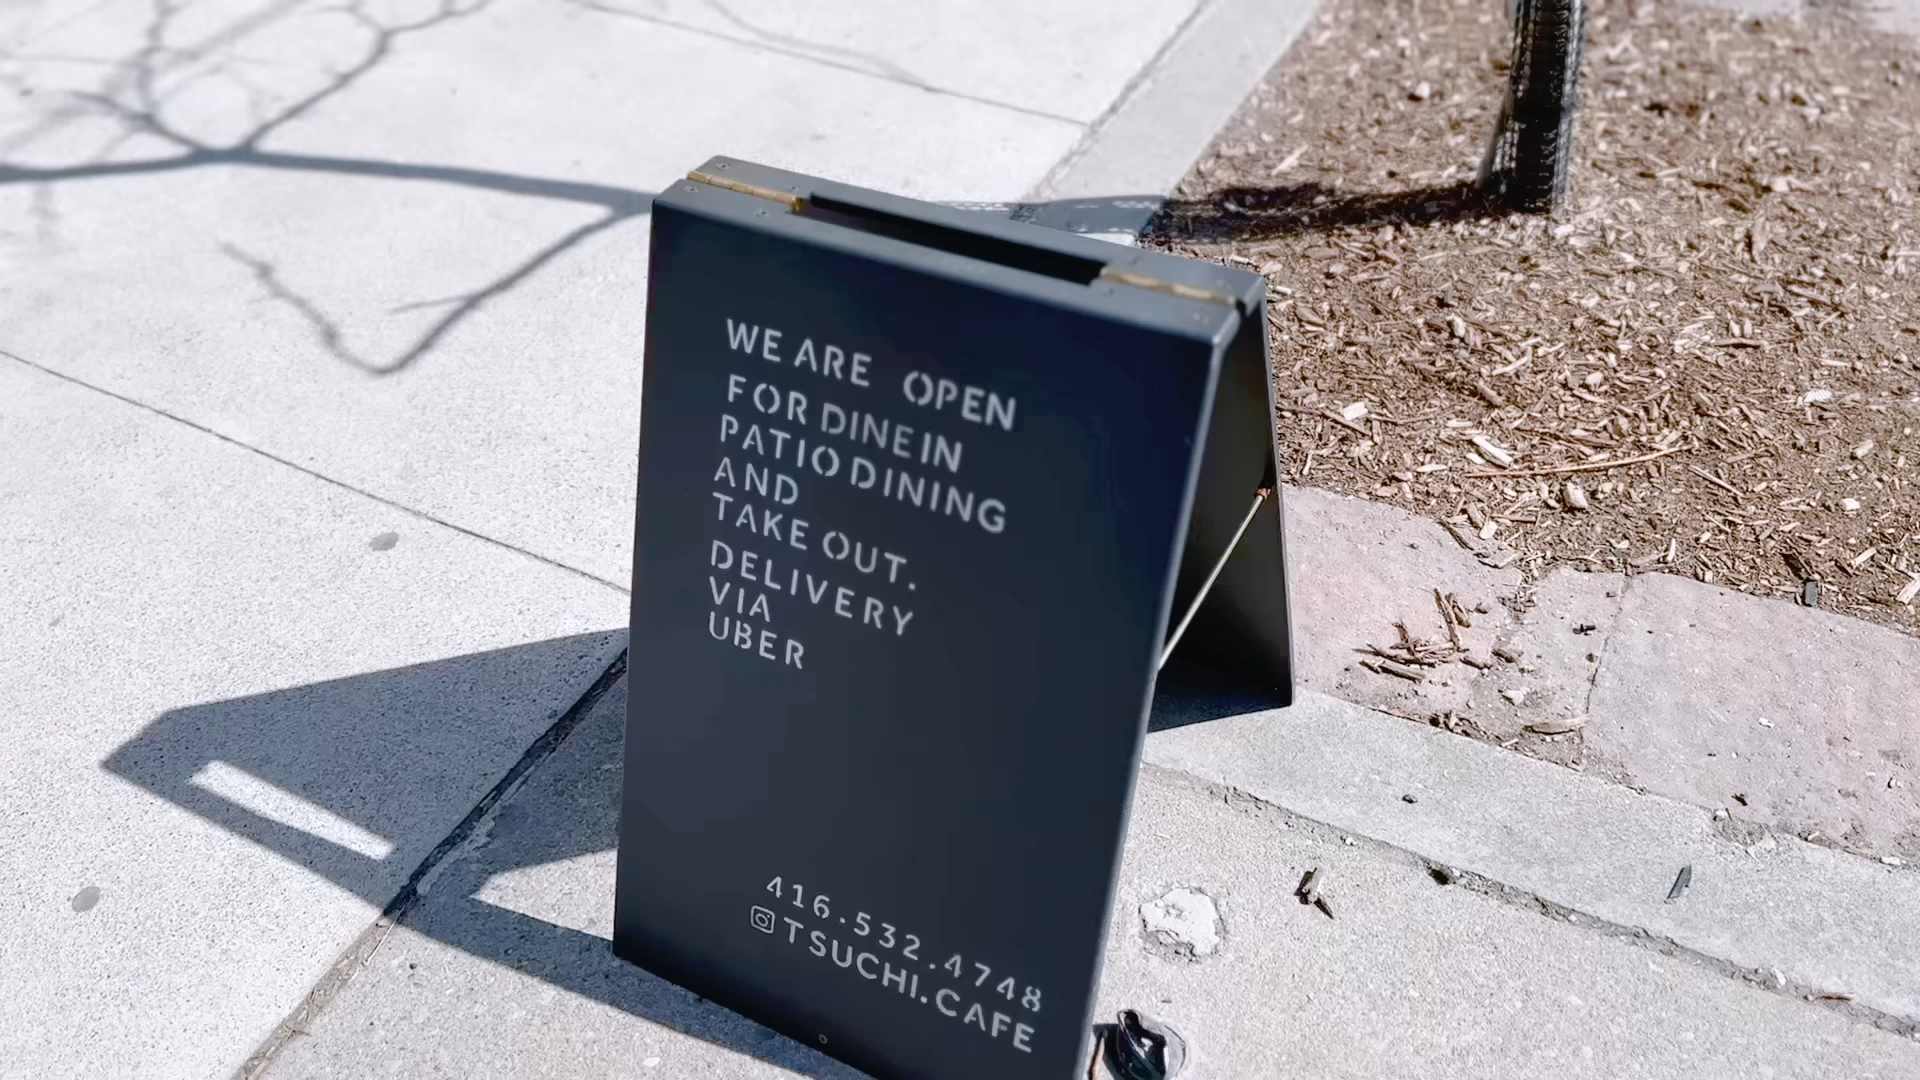 WE ARE OPEN
FOR DINE IN
PATIO DINING
AND
TAKE OUT.
DELIVERY
VIA
UBER
416.532.4748
TSUCHI.CAFE